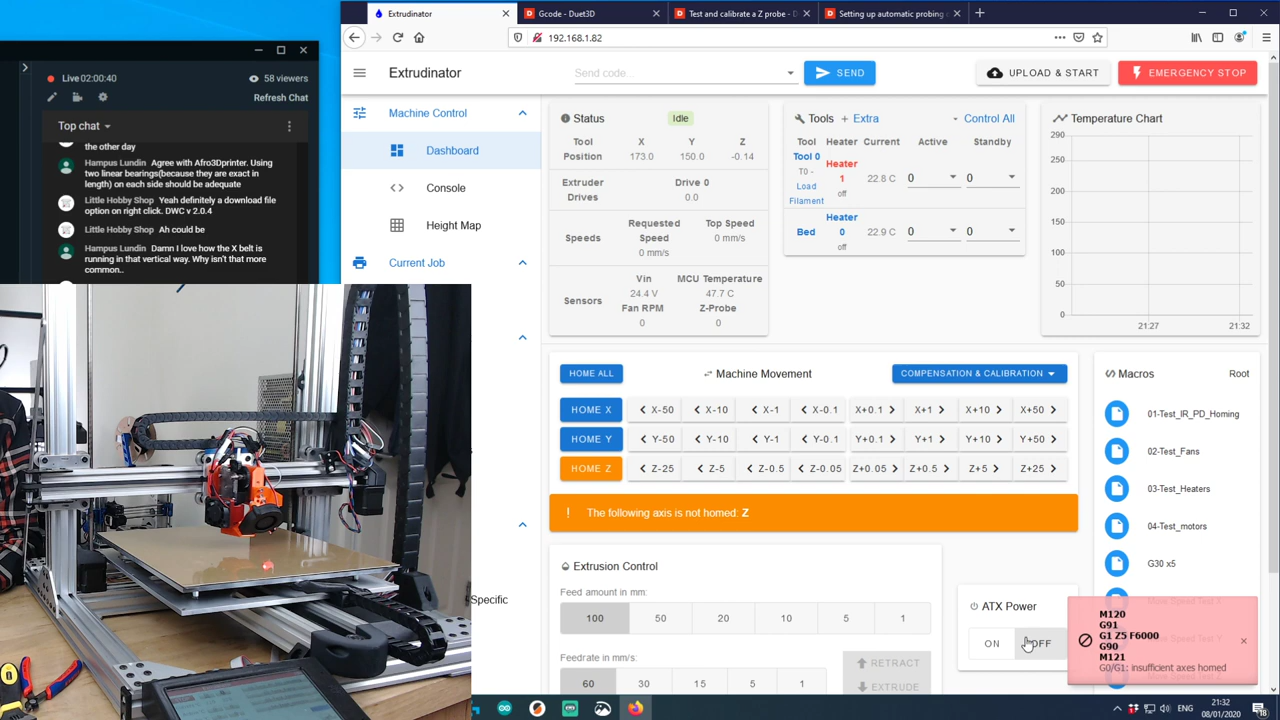 Extrudinator
Gcode - Duet3D
Test and calibrate a Z probe - D
Setting up automatic probing
192.168.1.82
Live 02:00:40
58 viewers
Refresh Chat
Top chat
the other day
Hampus Lundin Agree with Afro3Dprinter. Using
two linear bearings(because they are exact in
length) on each side should be adequate
Little Hobby Shop Yeah definitely a download file
option on right click. DWC v 2.0.4
Little Hobby Shop Ah could be
Hampus Lundin Damn I love how the X belt is
running in that vertical way. Why isn't that more
common..
Extrudinator
Send code...
SEND
UPLOAD & START
EMERGENCY STOP
Machine Control
Dashboard
Console
Height Map
Current Job
Specific
Status
Idle
Tool
Position
X
Y
Z
173.0
150.0
-0.14
Extruder
Drives
Drive 0
0.0
Speeds
Requested
Speed
0 mm/s
Top Speed
0 mm/s
Sensors
Vin
24.4 V
MCU Temperature
47.7 C
Fan RPM
0
Z-Probe
0
Tools
+ Extra
Control All
Tool
Heater
Current
Active
Standby
Tool 0
T0 -
Load
Filament
Heater
1
off
22.8 C
0
0
Bed
Heater
0
off
22.9 C
0
0
Temperature Chart
290
250
200
150
100
50
0
21:27
21:32
HOME ALL
Machine Movement
COMPENSATION & CALIBRATION
HOME X
X-50
X-10
X-1
X-0.1
X+0.1
X+1
X+10
X+50
HOME Y
Y-50
Y-10
Y-1
Y-0.1
Y+0.1
Y+1
Y+10
Y+50
HOME Z
Z-25
Z-5
Z-0.5
Z-0.05
Z+0.05
Z+0.5
Z+5
Z+25
! The following axis is not homed: Z
Extrusion Control
Feed amount in mm:
100
50
20
10
5
1
Feedrate in mm/s:
60
30
15
5
1
RETRACT
EXTRUDE
ATX Power
ON
OFF
Macros
Root
01-Test_IR_PD_Homing
02-Test_Fans
03-Test_Heaters
04-Test_motors
G30 x5
M120
G91
G1 Z5 F6000
G90
M121
G0/G1: insufficient axes homed
ENG
21:32
08/01/2020
18